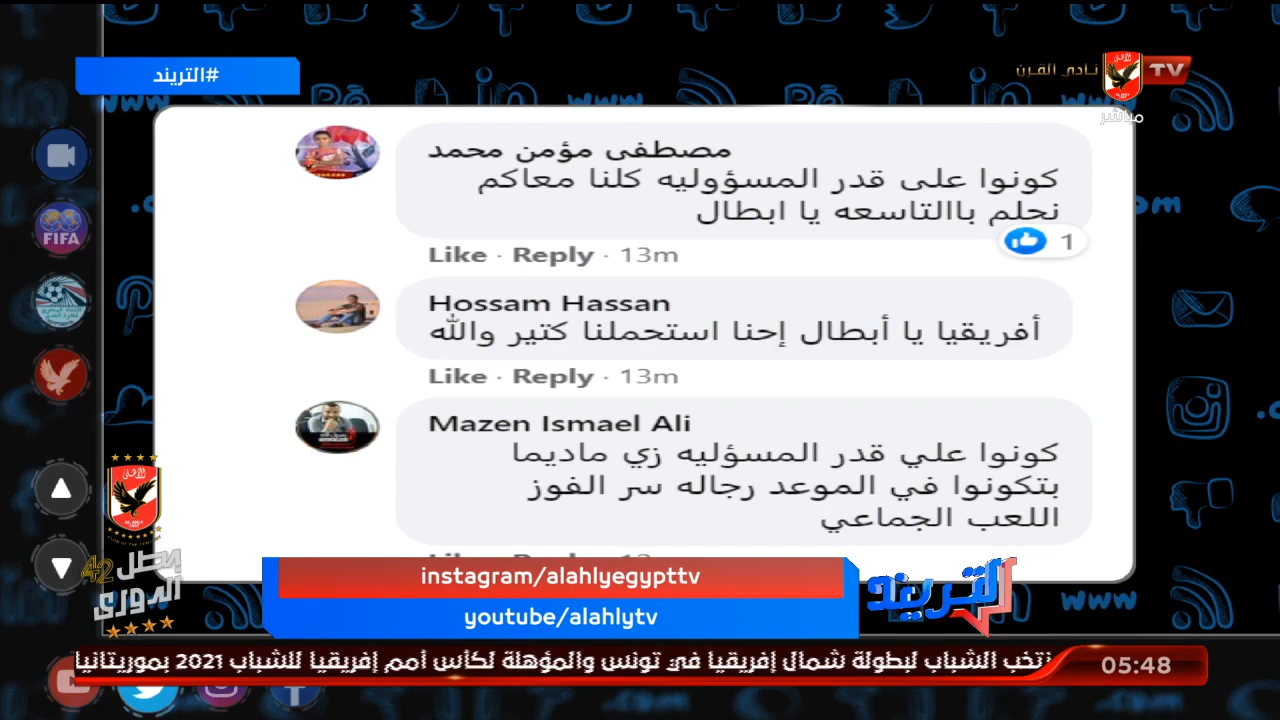 #التريند
نادي القرن
TV
مباشر
مصطفى مؤمن محمد
كونوا على قدر المسؤوليه كلنا معاكم
نحلم باالتاسعه يا ابطال
1
Like · Reply · 13m
Hossam Hassan
أفريقيا يا أبطال إحنا استحملنا كتير والله
Like · Reply · 13m
Mazen Ismael Ali
كونوا علي قدر المسؤليه زي ماديما
بتكونوا في الموعد رجاله سر الفوز
اللعب الجماعي
FIFA
بطل 42
الدوري
instagram/alahlyegypttv
youtube/alahlytv
التريند
05:48
نتخب الشباب لبطولة شمال إفريقيا في تونس والمؤهلة لكأس أمم إفريقيا للشباب 2021 بموريتانيا